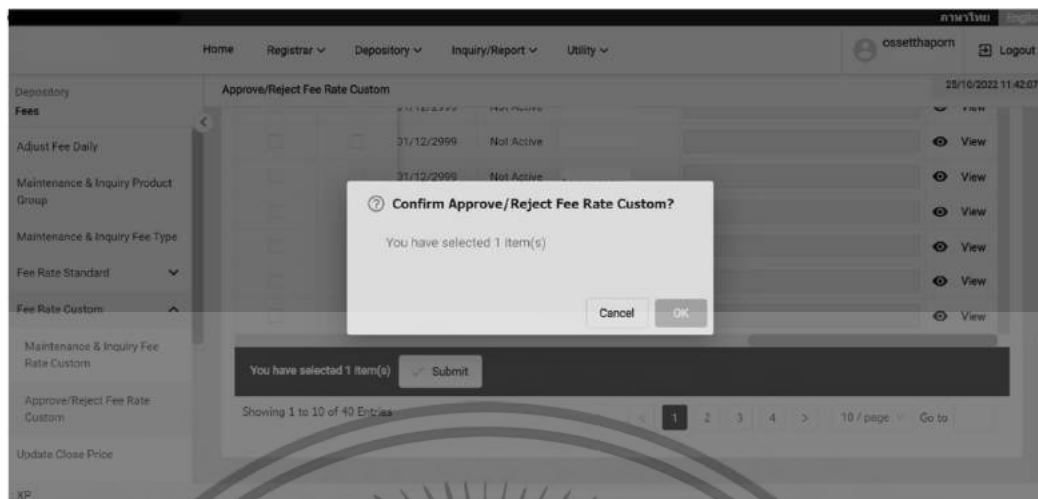 ภาษาไทย English
Home Registrar Depository Inquiry/Report Utility ossetthaporn Logout
Depository
Fees
Approve/Reject Fee Rate Custom 25/10/2022 11:42:07
View
Adjust Fee Daily
01/12/2999 Not Active View
Maintenance & Inquiry Product
Group
31/12/2999 Not Active View
View
Maintenance & Inquiry Fee Type
View
Fee Rate Standard
View
Fee Rate Custom
View
Confirm Approve/Reject Fee Rate Custom?
You have selected 1 item(s)
Cancel OK
Maintenance & Inquiry Fee
Rate Custom
You have selected 1 item(s) Submit
Approve/Reject Fee Rate
Custom
Showing 1 to 10 of 40 Entries < 1 2 3 4 > 10 / page Go to
Update Close Price
XP